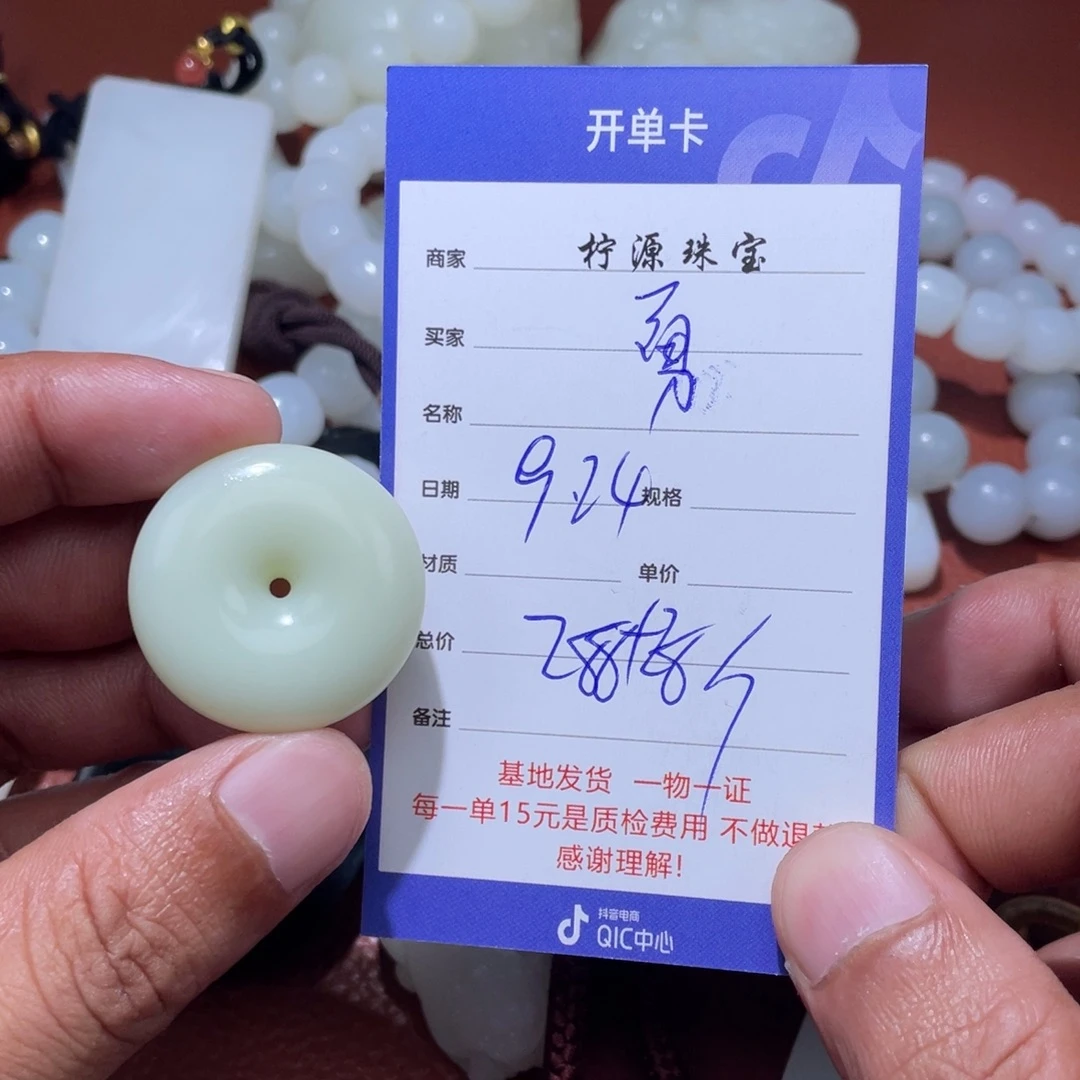 开单卡
商家 柠源珠宝
买家 勇
名称
日期 9.24 规格
材质 单价
总价
备注
基地发货 一物一证
每一单15元是质检费用 不做退
感谢理解!
抖音电商
QIC中心